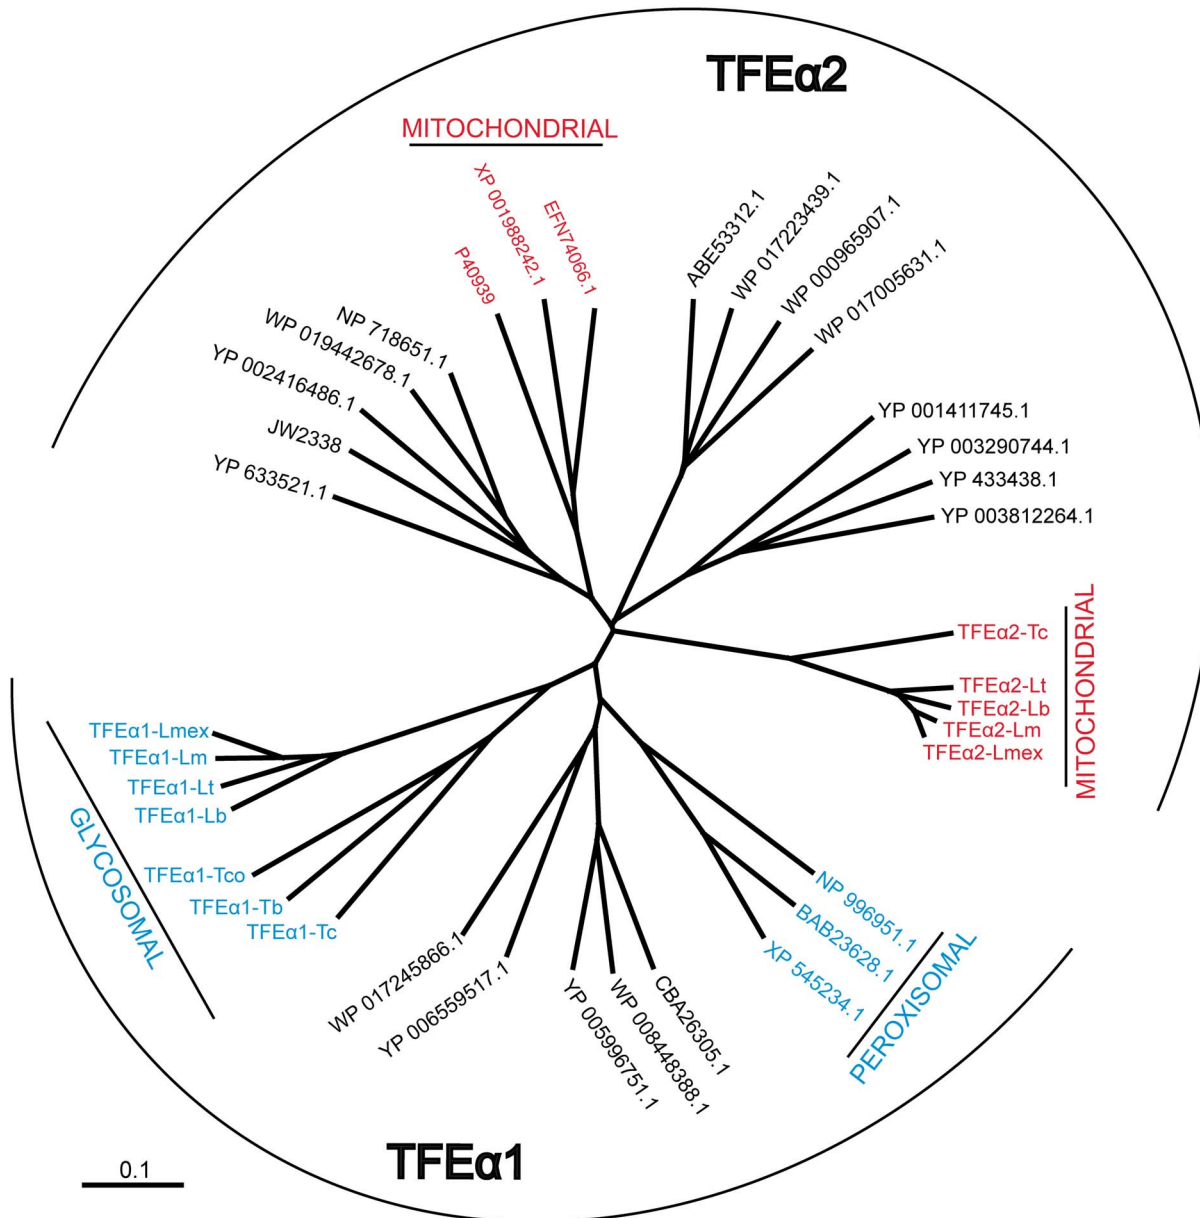 TFEα2
MITOCHONDRIAL
XP 001988242.1
EFN74066.1
P40939
NP 718651.1
WP 019442678.1
YP 002416486.1
JW2338
YP 633521.1
ABE53312.1
WP 017223439.1
WP 000965907.1
WP 017005631.1
YP 001411745.1
YP 003290744.1
YP 433438.1
YP 003812264.1
TFEα2-Tc
TFEα2-Lt
TFEα2-Lb
TFEα2-Lm
TFEα2-Lmex
MITOCHONDRIAL
TFEα1-Lmex
TFEα1-Lm
TFEα1-Lt
TFEα1-Lb
TFEα1-Tco
TFEα1-Tb
TFEα1-Tc
GLYCOSOMAL
WP 017245866.1
YP 006559517.1
YP 005996751.1
WP 008448388.1
CBA26305.1
XP 545234.1
BAB23628.1
NP 996951.1
PEROXISOMAL
TFEα1
0.1